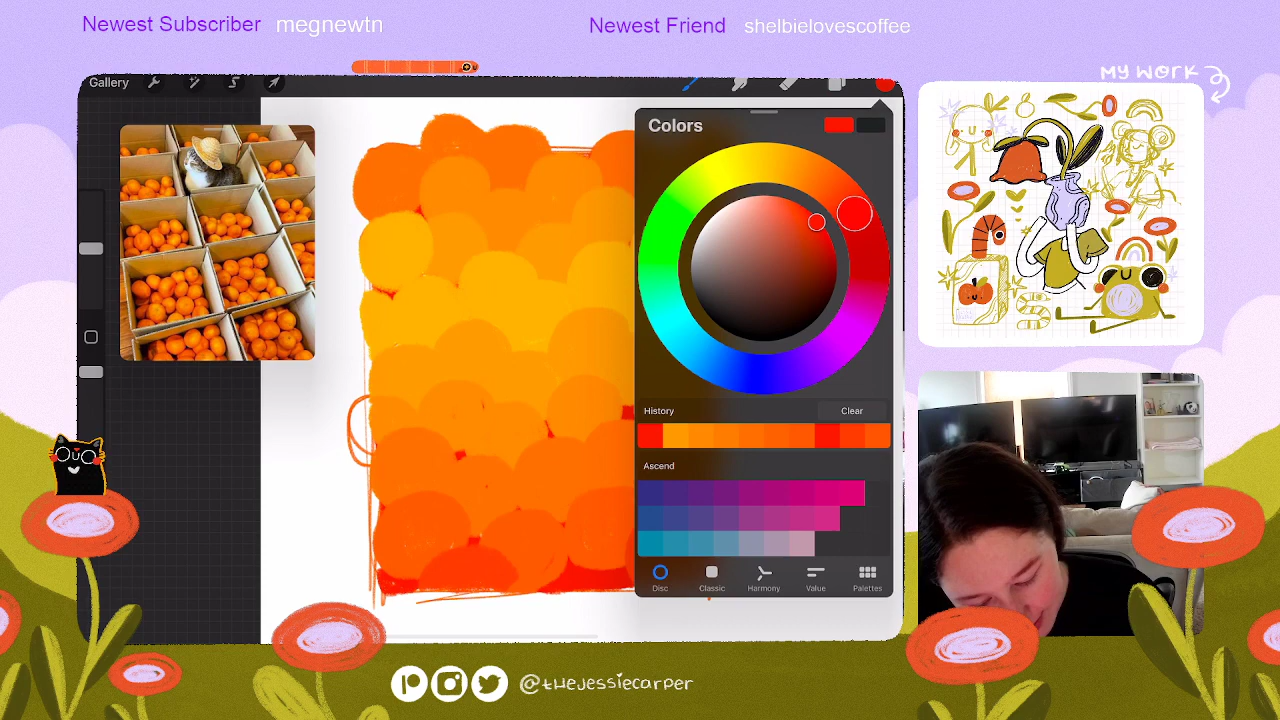 Newest Subscriber megnewtn
Newest Friend shelbielovescoffee
MY WORK
Gallery
Colors
History
Clear
Ascend
Disc
Classic
Harmony
Value
Palettes
@tHeJessiecarper